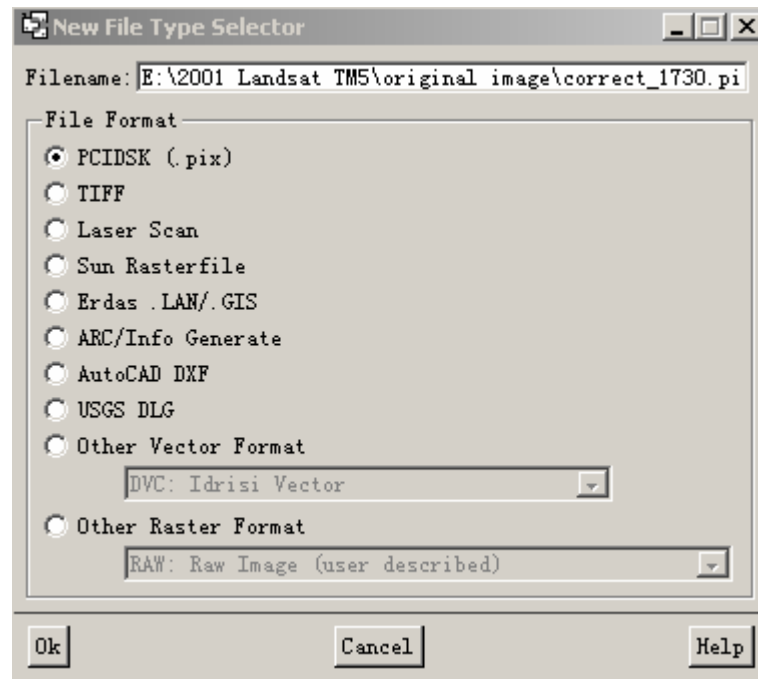 New File Type Selector
Filename: E:\2001 Landsat TM5\original image\correct_1730.pi
File Format
PCIDSK (.pix)
TIFF
Laser Scan
Sun Rasterfile
Erdas .LAN/.GIS
ARC/Info Generate
AutoCAD DXF
USGS DLG
Other Vector Format
DVC: Idrisi Vector
Other Raster Format
RAW: Raw Image (user described)
Ok Cancel Help